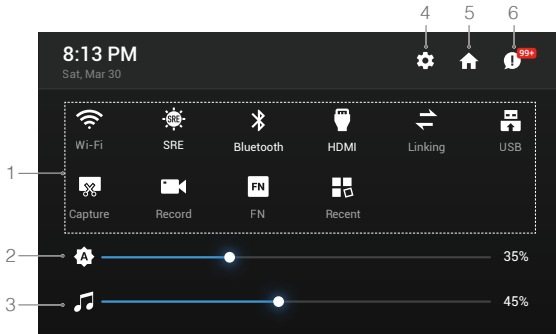 4 5 6
8:13 PM
Sat, Mar 30
99+
SRE
Wi-Fi SRE Bluetooth HDMI Linking USB
1
FN
Capture Record FN Recent
2 A 35%
3 45%